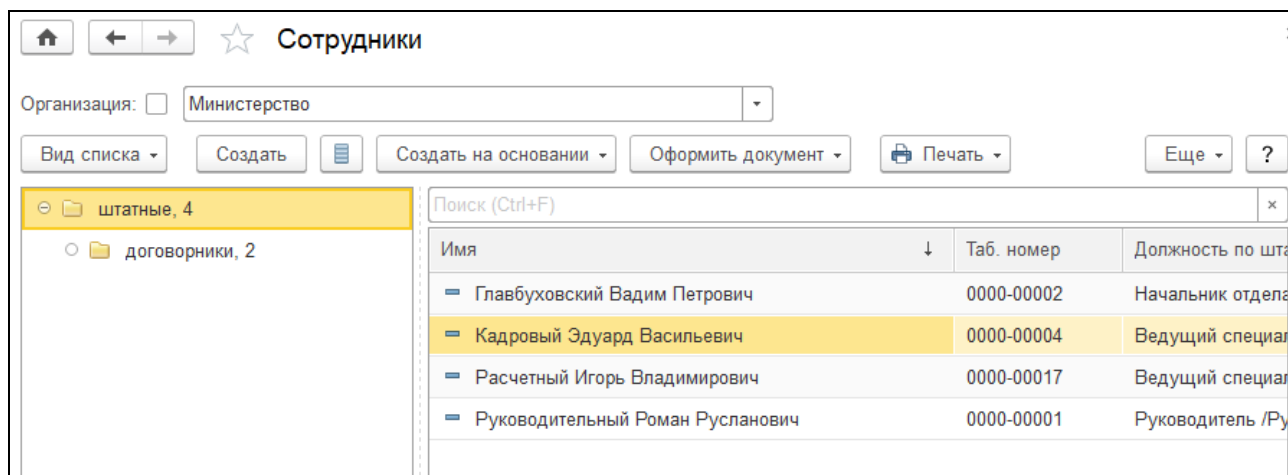 Сотрудники
Организация: Министерство
Вид списка Создать Создать на основании Оформить документ Печать Еще ?
штатные, 4
договорники, 2
Поиск (Ctrl+F) ×
Имя ↓ Таб. номер Должность по шта
Главбуховский Вадим Петрович 0000-00002 Начальник отдела
Кадровый Эдуард Васильевич 0000-00004 Ведущий специал
Расчетный Игорь Владимирович 0000-00017 Ведущий специал
Руководительный Роман Русланович 0000-00001 Руководитель /Ру